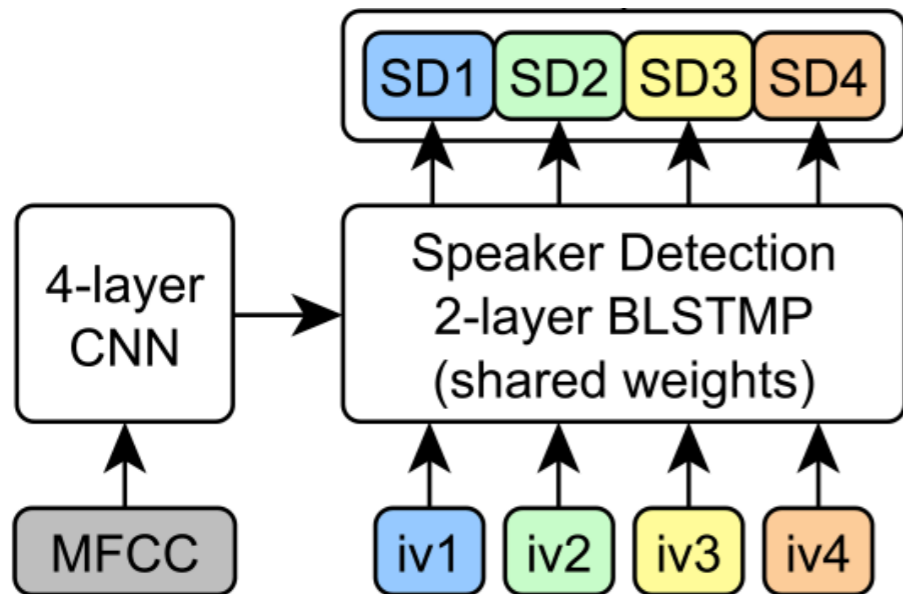 SD1 SD2 SD3 SD4
4-layer
CNN
Speaker Detection
2-layer BLSTMP
(shared weights)
MFCC
iv1 iv2 iv3 iv4